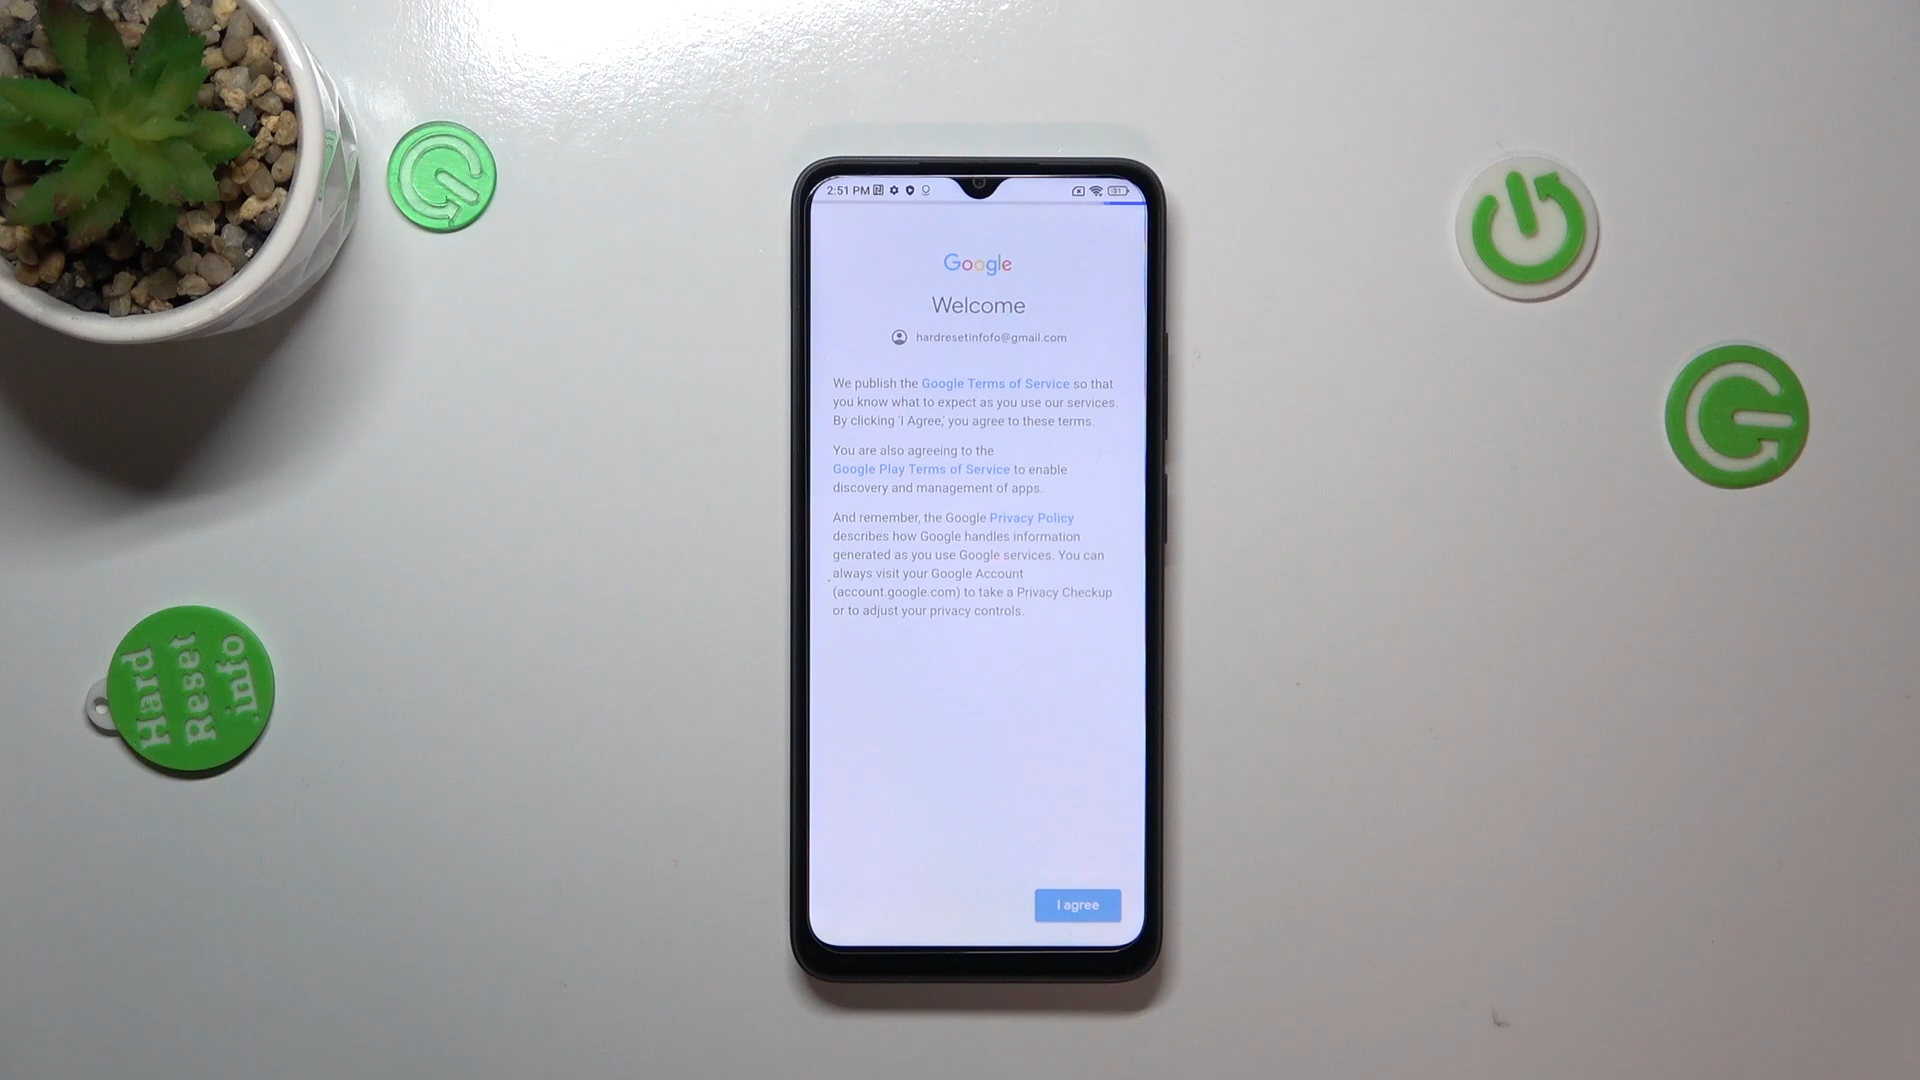 2:51 PM
31
Google
Welcome
hardresetinfofo@gmail.com
We publish the Google Terms of Service so that
you know what to expect as you use our services.
By clicking 'I Agree,' you agree to these terms.
You are also agreeing to the
Google Play Terms of Service to enable
discovery and management of apps.
And remember, the Google Privacy Policy
describes how Google handles information
generated as you use Google services. You can
always visit your Google Account
(account.google.com) to take a Privacy Checkup
or to adjust your privacy controls.
I agree
Hard
Reset
.info